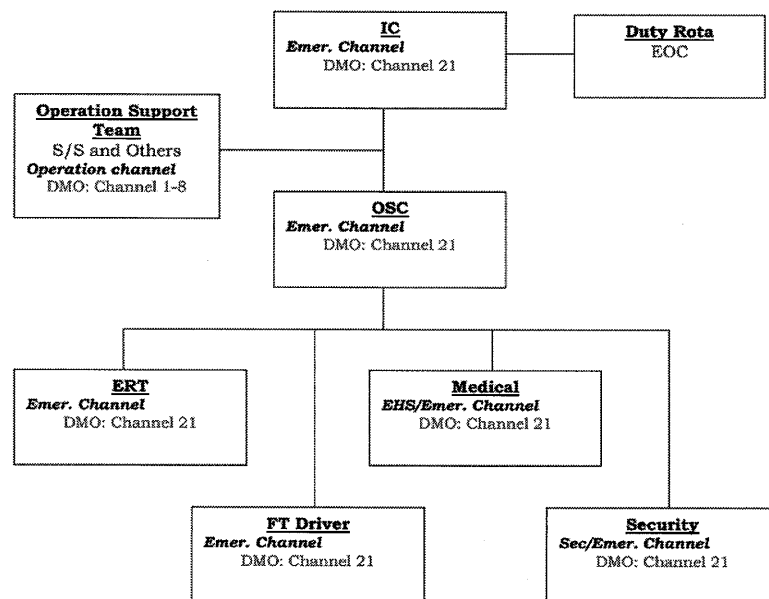 IC
Emer. Channel
DMO: Channel 21
Duty Rota
EOC
Operation Support
Team
S/S and Others
Operation channel
DMO: Channel 1-8
OSC
Emer. Channel
DMO: Channel 21
ERT
Emer. Channel
DMO: Channel 21
Medical
EHS/Emer. Channel
DMO: Channel 21
FT Driver
Emer. Channel
DMO: Channel 21
Security
Sec/Emer. Channel
DMO: Channel 21